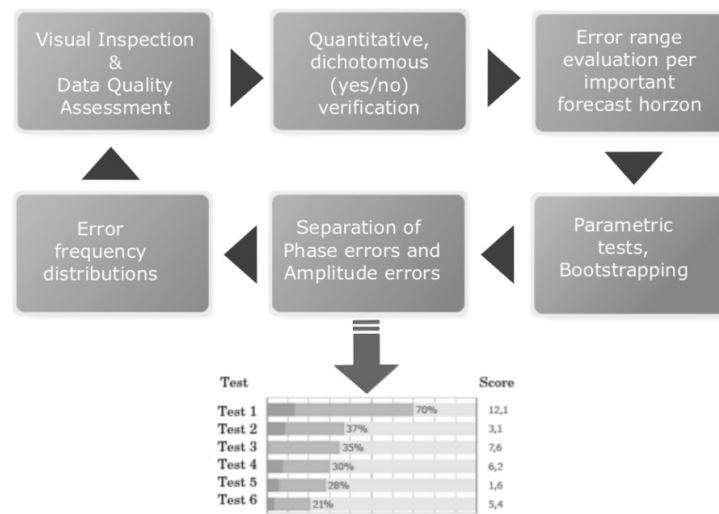 Visual Inspection
&
Data Quality
Assessment
Quantitative,
dichotomous
(yes/no)
verification
Error range
evaluation per
important
forecast horzon
Parametric
tests,
Bootstrapping
Separation of
Phase errors and
Amplitude errors
Error
frequency
distributions
Test Score
Test 1 70% 12,1
Test 2 37% 3,1
Test 3 35% 7,6
Test 4 30% 6,2
Test 5 28% 1,6
Test 6 21% 5,4